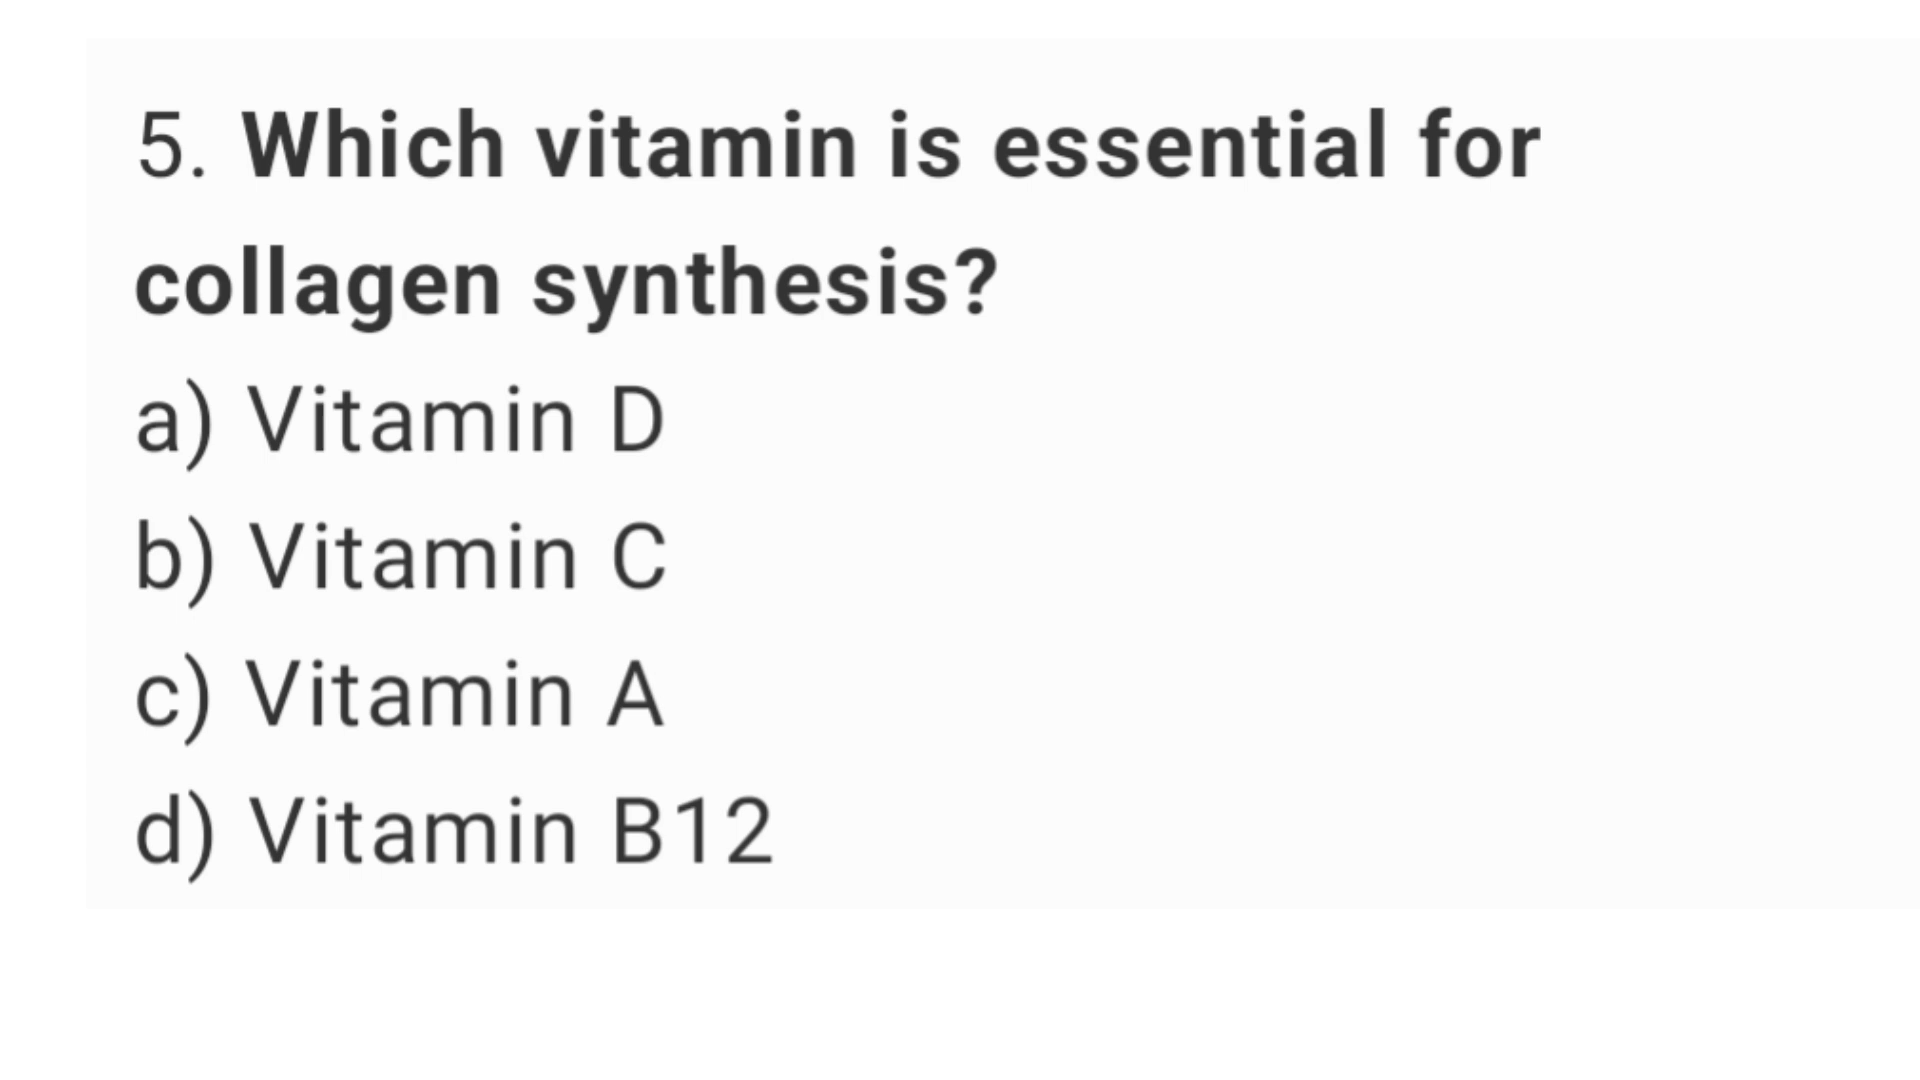 5. Which vitamin is essential for
collagen synthesis?
a) Vitamin D
b) Vitamin C
c) Vitamin A
d) Vitamin B12